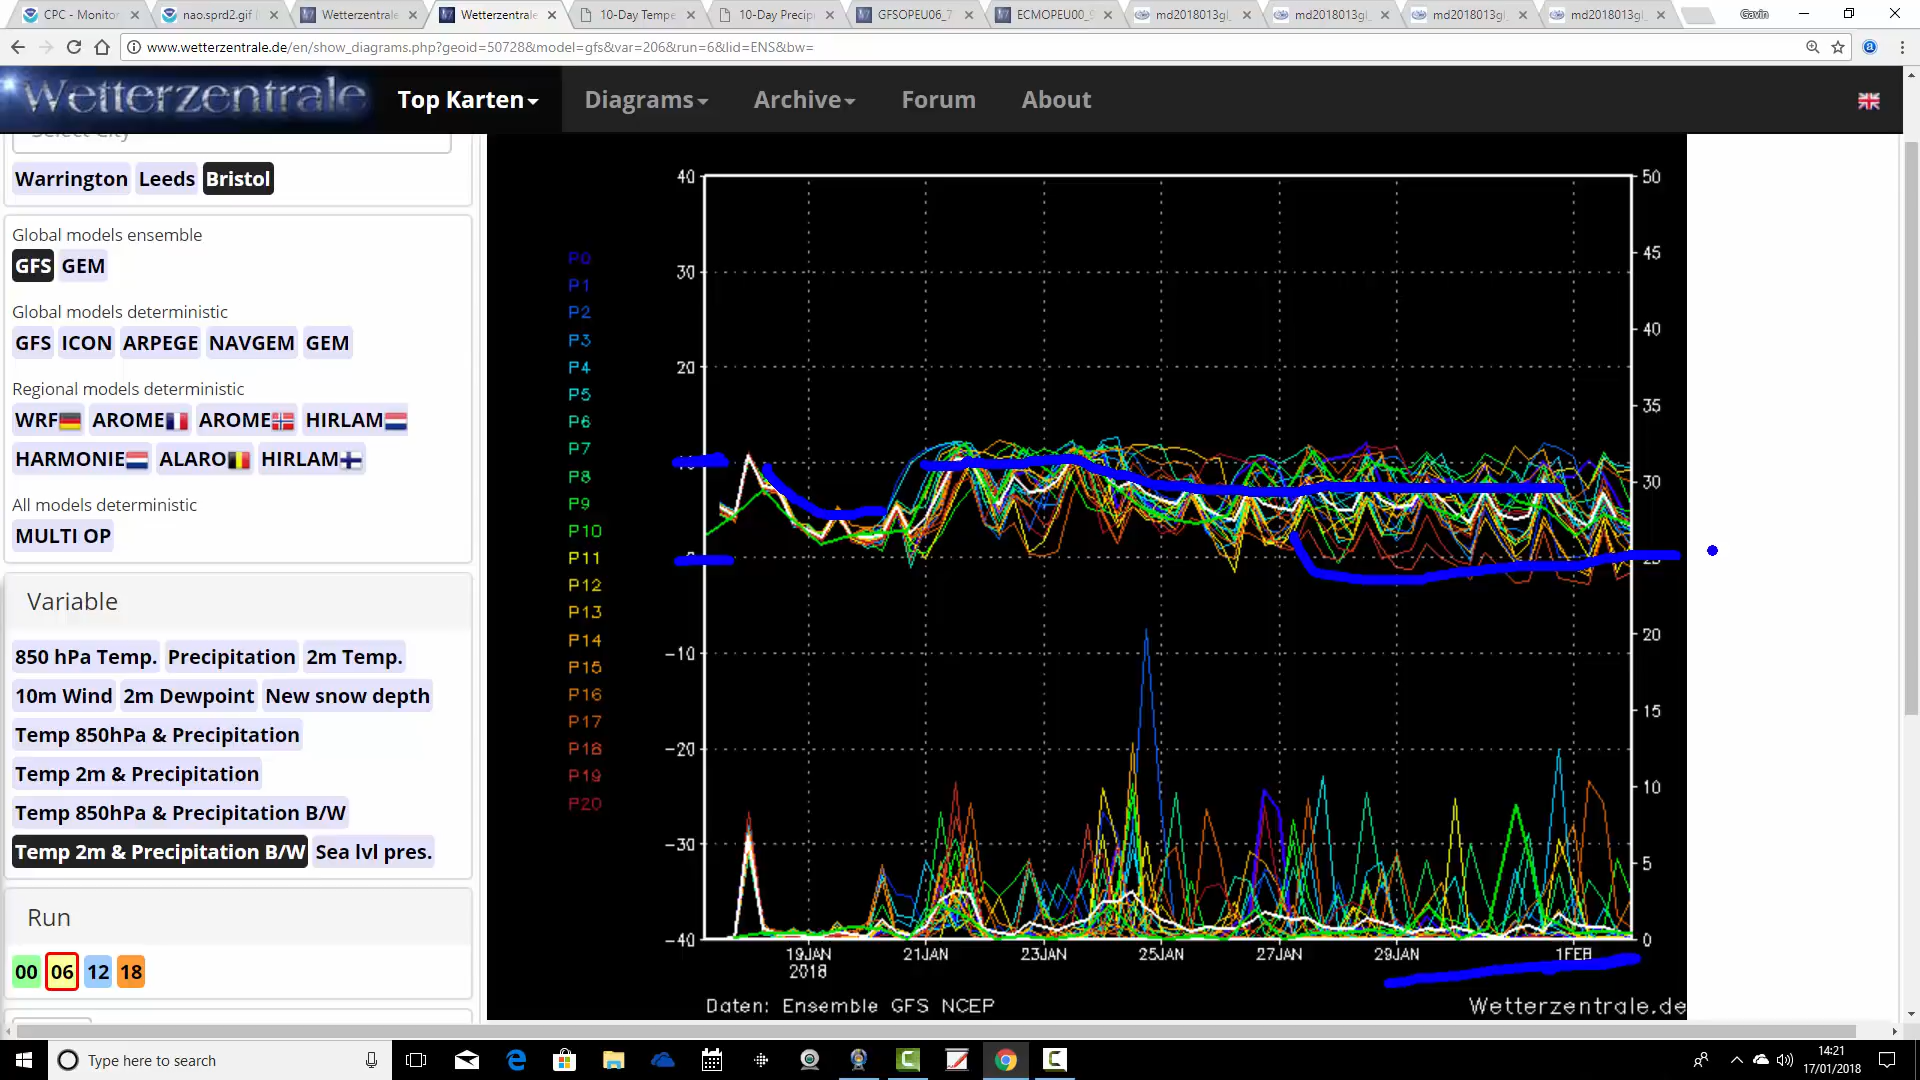 CPC - Monitor
nao.sprd2.gif
Wetterzentrale
Wetterzentrale
10-Day Tempe
10-Day Precipi
GFSOPEU06_7
ECMOPEU00_9
md2018013gl
md2018013gl
md2018013gl
md2018013gl
Gavin
www.wetterzentrale.de/en/show_diagrams.php?geoid=50728&model=gfs&var=206&run=6&lid=ENS&bw=
Wetterzentrale
Top Karten
Diagrams
Archive
Forum
About
Select City
Warrington Leeds Bristol
Global models ensemble
GFS GEM
Global models deterministic
GFS ICON ARPEGE NAVGEM GEM
Regional models deterministic
WRF AROME AROME HIRLAM
HARMONIE ALARO HIRLAM
All models deterministic
MULTI OP
Variable
850 hPa Temp. Precipitation 2m Temp.
10m Wind 2m Dewpoint New snow depth
Temp 850hPa & Precipitation
Temp 2m & Precipitation
Temp 850hPa & Precipitation B/W
Temp 2m & Precipitation B/W Sea lvl pres.
Run
00 06 12 18
P0
P1
P2
P3
P4
P5
P6
P7
P8
P9
P10
P11
P12
P13
P14
P15
P16
P17
P18
P19
P20
40
30
20
-10
-20
-30
-40
50
45
40
35
30
20
15
10
5
0
19JAN 21JAN 23JAN 25JAN 27JAN 29JAN 1FEB
2018
Daten: Ensemble GFS NCEP
Wetterzentrale.de
Type here to search
14:21
17/01/2018